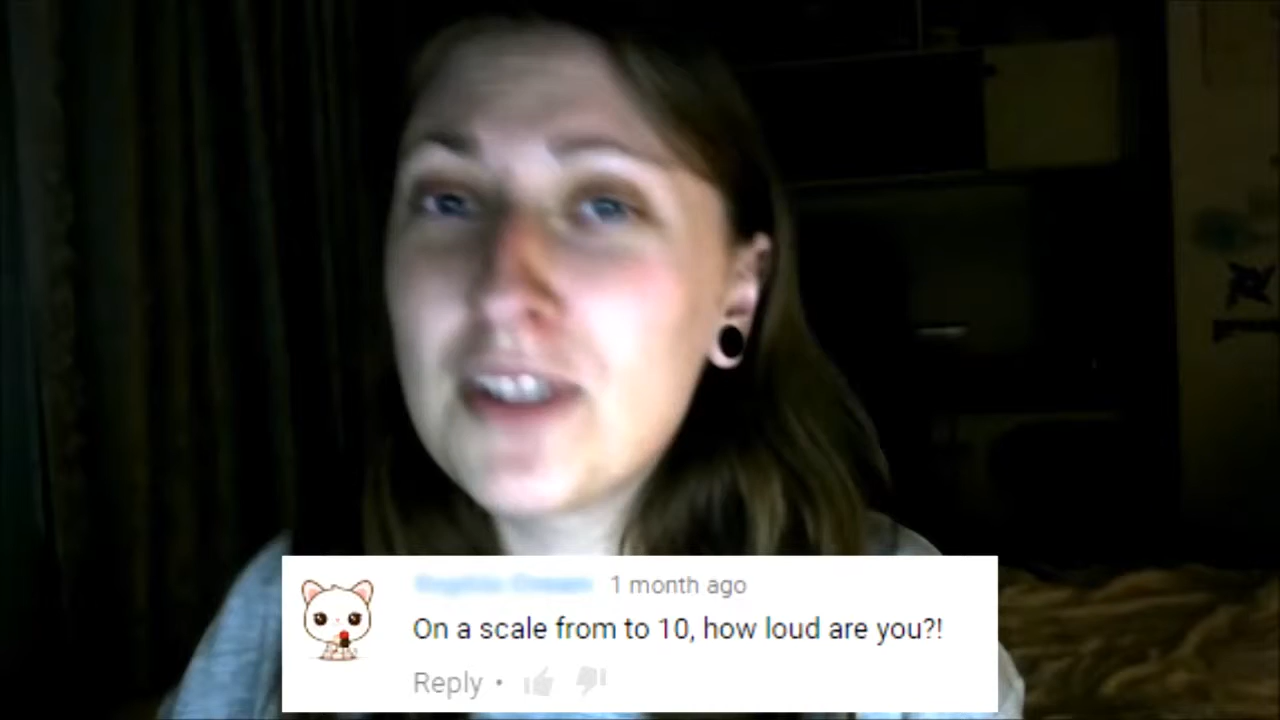 1 month ago
On a scale from to 10, how loud are you?!
Reply •